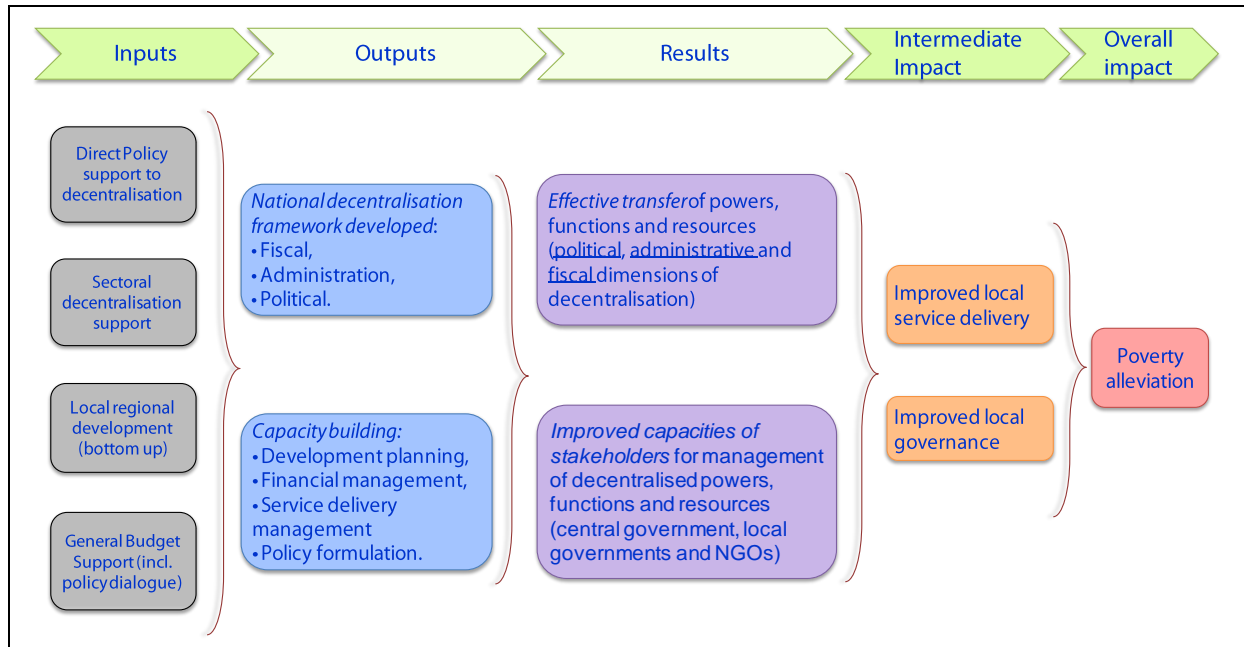 Inputs
Outputs
Results
Intermediate
Impact
Overall
impact
Direct Policy
support to
decentralisation
Sectoral
decentralisation
support
Local regional
development
(bottom up)
General Budget
Support (incl.
policy dialogue)
National decentralisation
framework developed:
• Fiscal,
• Administration,
• Political.
Capacity building:
• Development planning,
• Financial management,
• Service delivery
management
• Policy formulation.
Effective transfer of powers,
functions and resources
(political, administrative and
fiscal dimensions of
decentralisation)
Improved capacities of
stakeholders for management
of decentralised powers,
functions and resources
(central government, local
governments and NGOs)
Improved local
service delivery
Improved local
governance
Poverty
alleviation